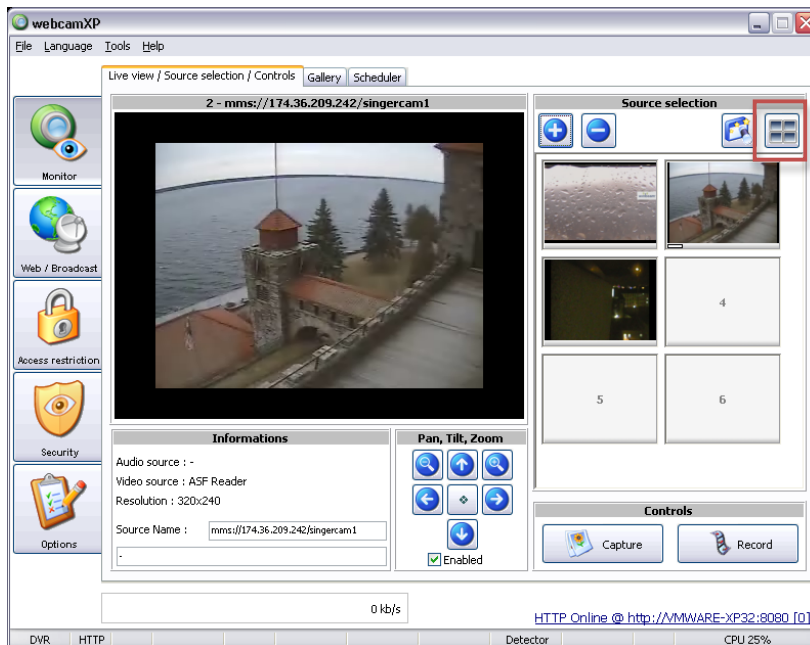 webcamXP
File Language Tools Help
Live view / Source selection / Controls Gallery Scheduler
2 - mms://174.36.209.242/singercam1
Source selection
Monitor
Web / Broadcast
Access restriction
Security
Options
4
5 6
Informations
Audio source : -
Video source : ASF Reader
Resolution : 320x240
Source Name : mms://174.36.209.242/singercam1
-
Pan, Tilt, Zoom
Enabled
Controls
Capture Record
0 kb/s
HTTP Online @ http://VMWARE-XP32:8080 [0]
DVR HTTP Detector CPU 25%